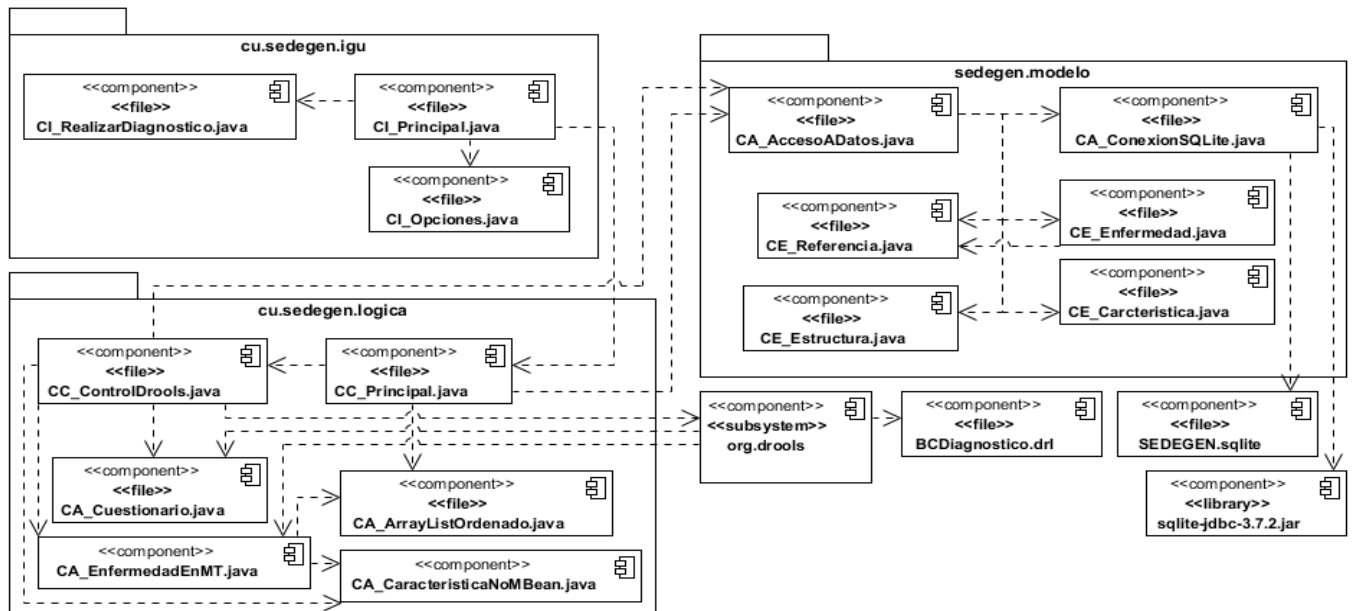 cu.sedegen.igu
<<component>>
<<file>>
CI_RealizarDiagnostico.java
<<component>>
<<file>>
CI_Principal.java
<<component>>
<<file>>
CI_Opciones.java
sedegen.modelo
<<component>>
<<file>>
CA_AccesoADatos.java
<<component>>
<<file>>
CA_ConexionSQLite.java
<<component>>
<<file>>
CE_Referencia.java
<<component>>
<<file>>
CE_Enfermedad.java
<<component>>
<<file>>
CE_Estructura.java
<<component>>
<<file>>
CE_Carcteristica.java
cu.sedegen.logica
<<component>>
<<file>>
CC_ControlDrools.java
<<component>>
<<file>>
CC_Principal.java
<<component>>
<<file>>
CA_Cuestionario.java
<<component>>
<<file>>
CA_ArrayListOrdenado.java
<<component>>
CA_EnfermedadEnMT.java
<<component>>
CA_CaracteristicaNoMBean.java
<<component>>
<<subsystem>>
org.drools
<<component>>
<<file>>
BCDiagnostico.drl
<<component>>
<<file>>
SEDEGEN.sqlite
<<component>>
<<library>>
sqlite-jdbc-3.7.2.jar